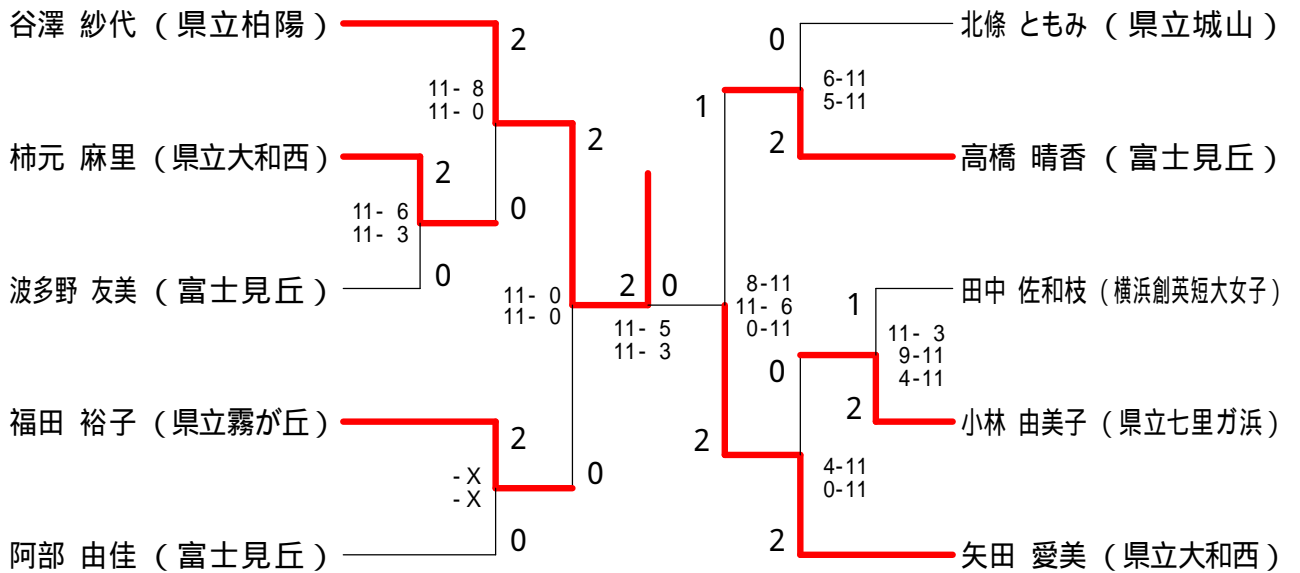 谷澤 紗代 (県立柏陽)
2
11- 8
11- 0
柿元 麻里 (県立大和西)
2
0
11- 6
11- 3
波多野 友美 (富士見丘)
0
2
11- 0
11- 0
福田 裕子 (県立霧が丘)
2
- X
- X
0
阿部 由佳 (富士見丘)
0
2 0
11- 5
11- 3
北條 ともみ (県立城山)
0
6-11
5-11
1
2
高橋 晴香 (富士見丘)
8-11
11- 6
0-11
田中 佐和枝 (横浜創英短大女子)
1
11- 3
9-11
4-11
0
2
小林 由美子 (県立七里ガ浜)
2
4-11
0-11
2
矢田 愛美 (県立大和西)